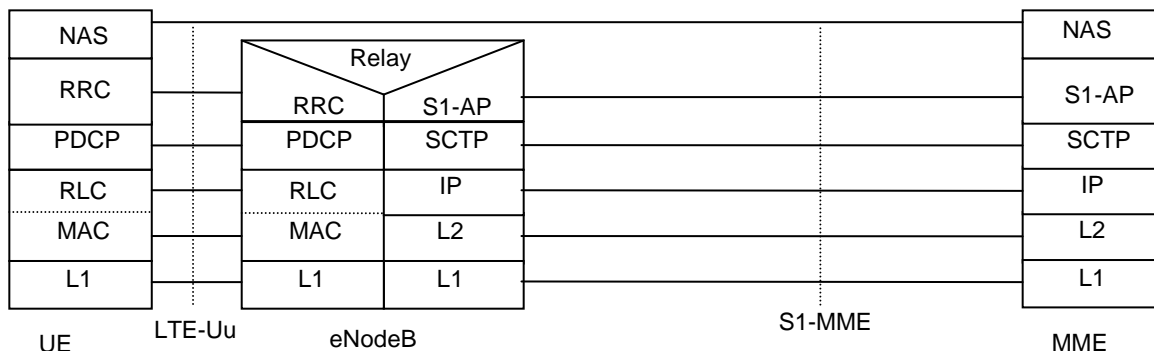 NAS
NAS
Relay
RRC
RRC
S1-AP
S1-AP
PDCP
PDCP
SCTP
SCTP
RLC
RLC
IP
IP
MAC
MAC
L2
L2
L1
L1
L1
L1
UE
LTE-Uu
eNodeB
S1-MME
MME